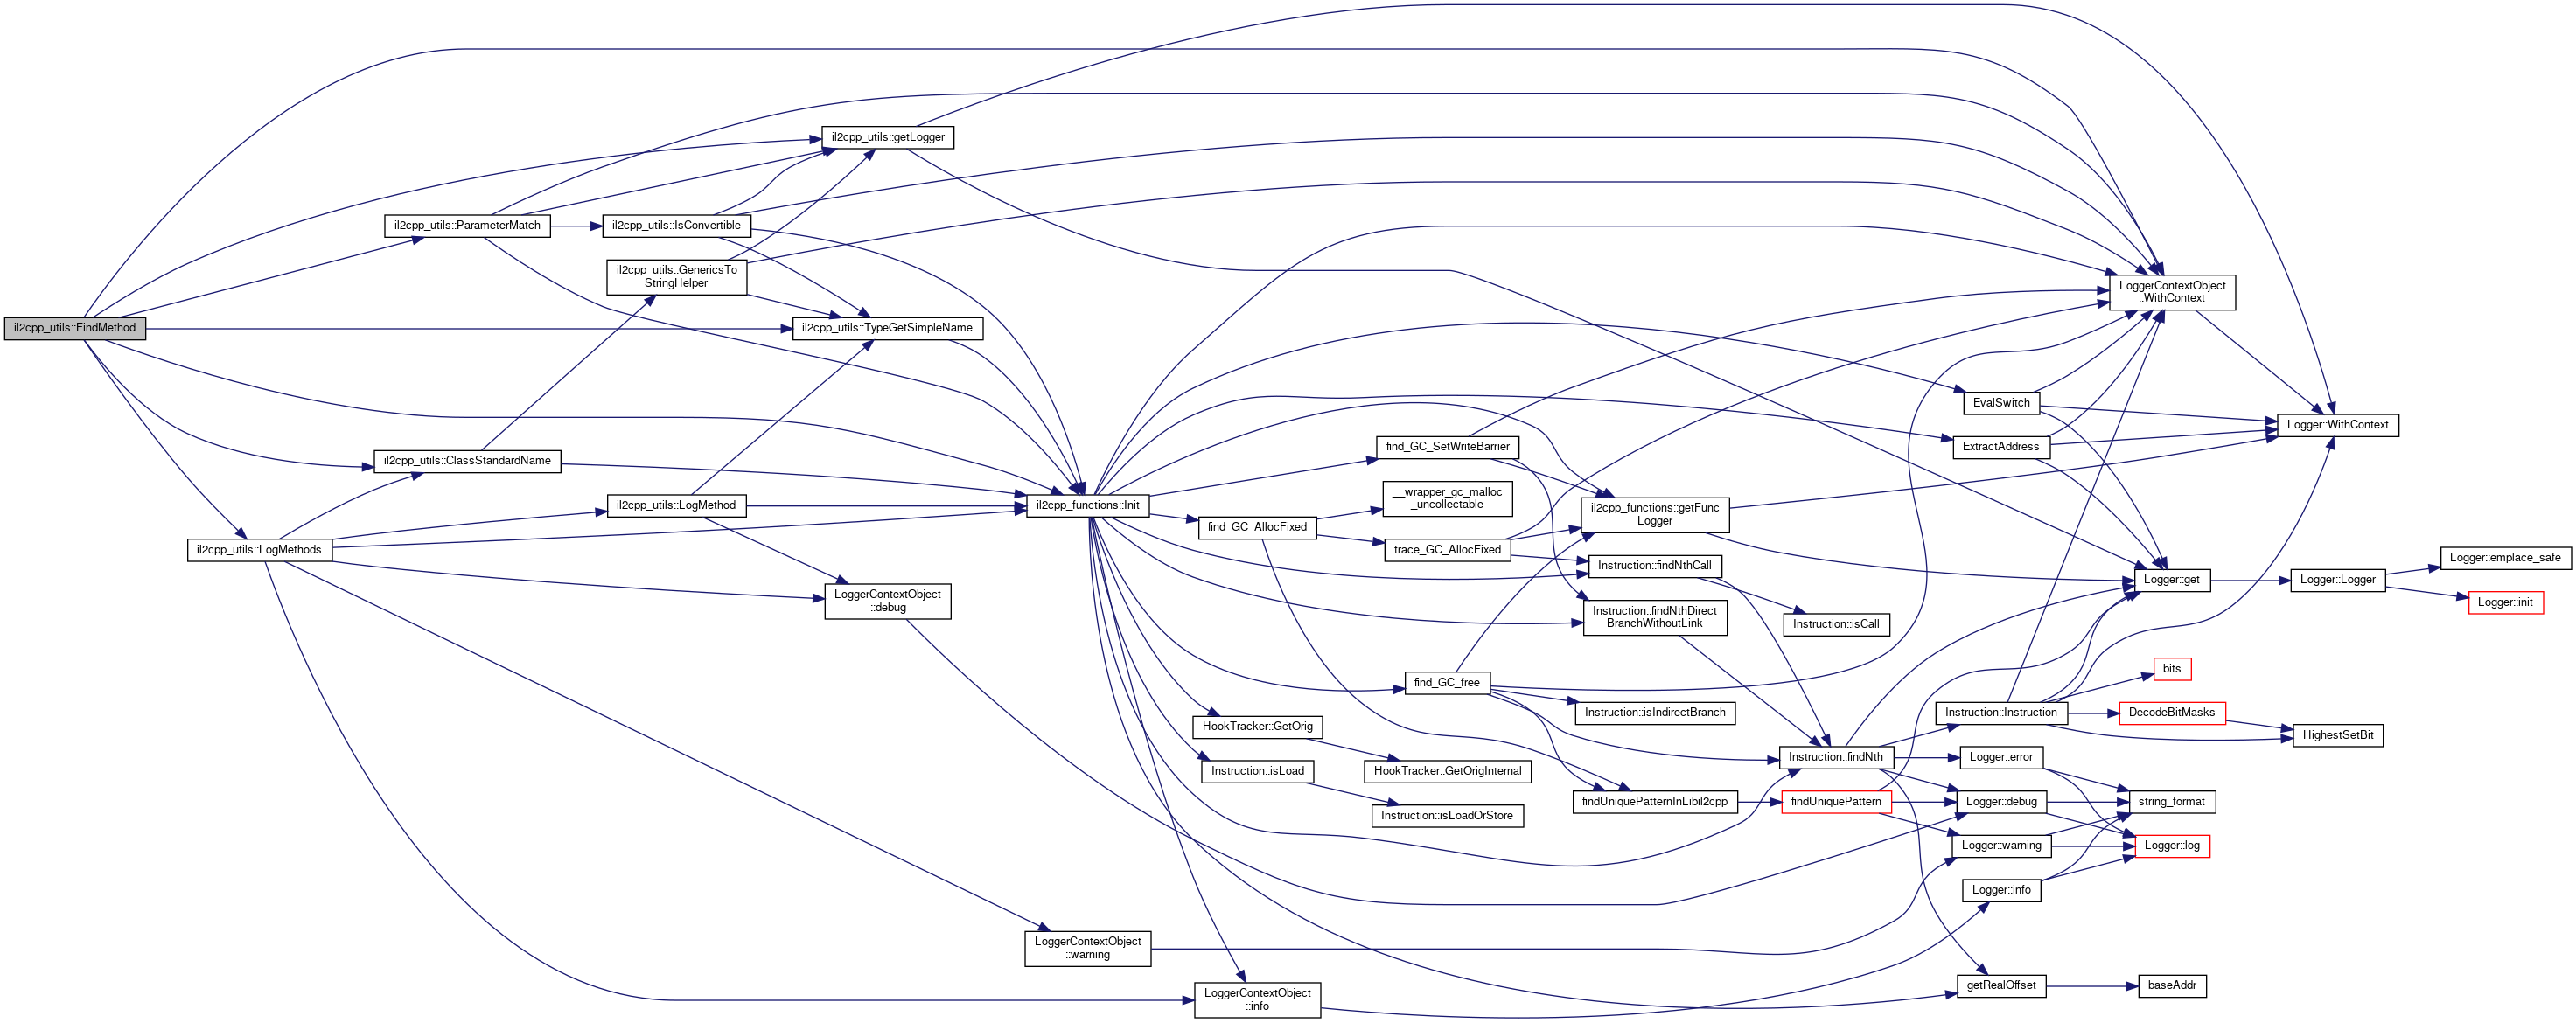 il2cpp_utils::FindMethod
il2cpp_utils::ParameterMatch
il2cpp_utils::ClassStandardName
il2cpp_utils::LogMethods
il2cpp_utils::IsConvertible
il2cpp_utils::GenericsTo
StringHelper
il2cpp_utils::LogMethod
il2cpp_utils::getLogger
il2cpp_utils::TypeGetSimpleName
LoggerContextObject
::debug
il2cpp_functions::Init
LoggerContextObject
::warning
find_GC_AllocFixed
HookTracker::GetOrig
Instruction::isLoad
LoggerContextObject
::info
find_GC_SetWriteBarrier
__wrapper_gc_malloc
_uncollectable
trace_GC_AllocFixed
find_GC_free
HookTracker::GetOrigInternal
Instruction::isLoadOrStore
il2cpp_functions::getFunc
Logger
Instruction::findNthCall
Instruction::findNthDirect
BranchWithoutLink
Instruction::isIndirectBranch
findUniquePatternInLibil2cpp
Instruction::isCall
Instruction::findNth
findUniquePattern
EvalSwitch
ExtractAddress
Instruction::Instruction
Logger::error
Logger::debug
Logger::warning
Logger::info
getRealOffset
LoggerContextObject
::WithContext
Logger::get
bits
DecodeBitMasks
string_format
Logger::log
baseAddr
Logger::WithContext
Logger::Logger
HighestSetBit
Logger::emplace_safe
Logger::init